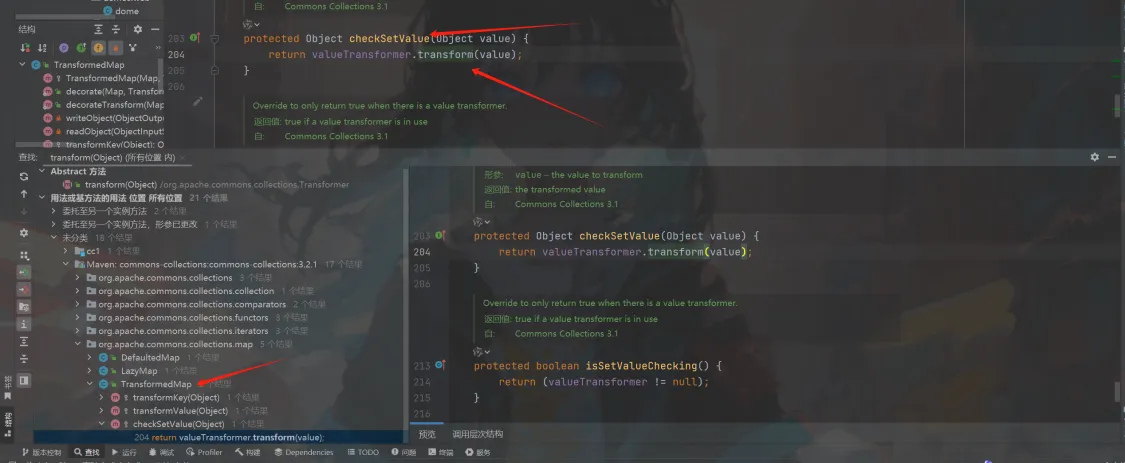 dome
自: Commons Collections 3.1
结构
203 protected Object checkSetValue(Object value) {
204 return valueTransformer.transform(value);
205 }
206
TransformedMap
TransformedMap(Map,
decorate(Map, Transfor
decorateTransform(Map
writeObject(ObjectOutp
readObject(ObjectInputS
transformKey(Object): O
Override to only return true when there is a value transformer.
返回值: true if a value transformer is in use
自: Commons Collections 3.1
查找: transform(Object) (所有位置 内)
Abstract 方法
transform(Object) /org.apache.commons.collections.Transformer
用法或基方法的用法 位置 所有位置 21 个结果
委托至另一个实例方法 2 个结果
委托至另一个实例方法，形参已更改 1 个结果
未分类 18 个结果
cc1 1 个结果
Maven: commons-collections:commons-collections:3.2.1 17 个结果
org.apache.commons.collections 3 个结果
org.apache.commons.collections.collection 1 个结果
org.apache.commons.collections.comparators 2 个结果
org.apache.commons.collections.functors 3 个结果
org.apache.commons.collections.iterators 3 个结果
org.apache.commons.collections.map 5 个结果
DefaultedMap 1 个结果
LazyMap 1 个结果
TransformedMap 个结果
transformKey(Object) 1 个结果
transformValue(Object) 1 个结果
checkSetValue(Object) 1 个结果
204 return valueTransformer.transform(value);
形参: value – the value to transform
返回值: the transformed value
自: Commons Collections 3.1
203 protected Object checkSetValue(Object value) {
204 return valueTransformer.transform(value);
205 }
206
Override to only return true when there is a value transformer.
返回值: true if a value transformer is in use
自: Commons Collections 3.1
213 protected boolean isSetValueChecking() {
214 return (valueTransformer != null);
215 }
216
预览 调用层次结构
书签
结构
版本控制 查找 运行 调试 Profiler 构建 Dependencies TODO 问题 终端 服务